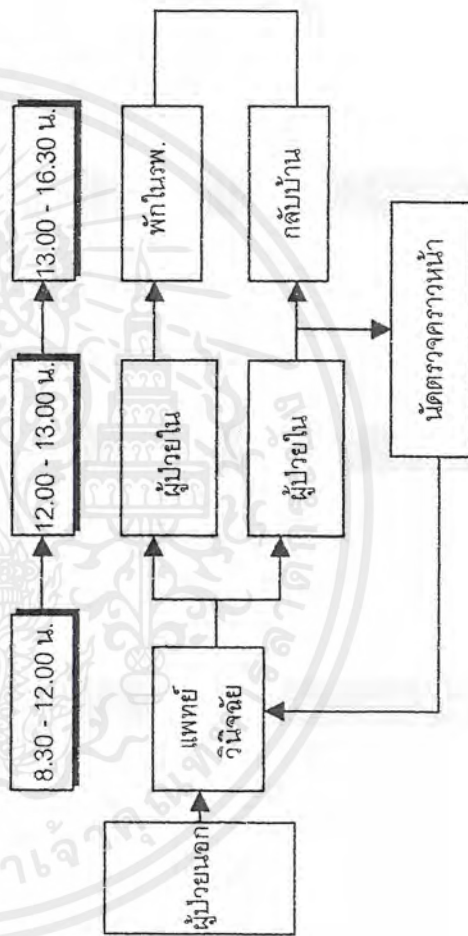 8.30 - 12.00 น.
12.00 - 13.00 น.
13.00 - 16.30 น.
ผู้ป่วยนอก
แพทย์
วินิจฉัย
ผู้ป่วยใน
พักในรพ.
ผู้ป่วยใน
กลับบ้าน
นัดตรวจคราวหน้า